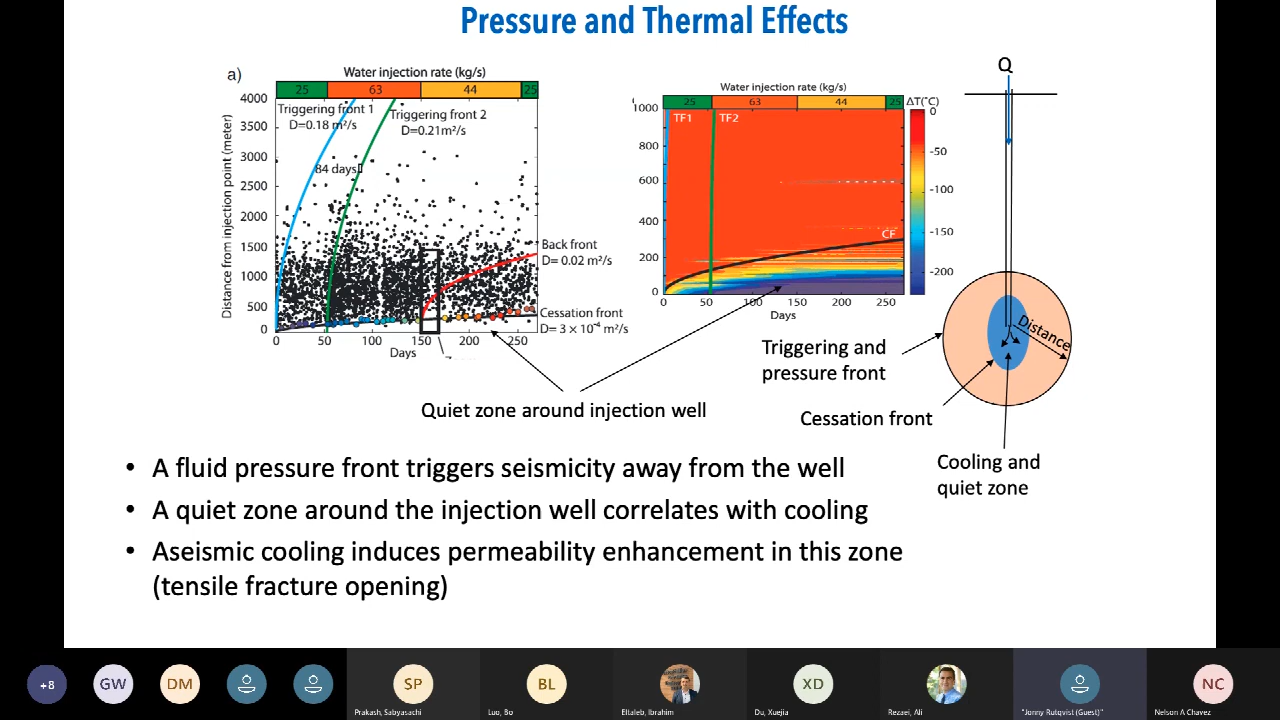 Pressure and Thermal Effects
a)
Water injection rate (kg/s)
25 63 44 25
4000
3500
3000
2500
2000
1500
1000
500
0
Distance from injection point (meter)
Triggering front 1
D=0.18 m²/s
Triggering front 2
D=0.21m²/s
84 days
Back front
D= 0.02 m²/s
Cessation front
D= 3 × 10⁻⁴ m²/s
0 50 100 150 200 250
Days
Water injection rate (kg/s)
25 63 44 25
ΔT(°C)
1000
800
600
400
200
0
TF1 TF2
CF
0
-50
-100
-150
-200
0 50 100 150 200 250
Days
Q
Distance
Triggering and
pressure front
Cessation front
Cooling and
quiet zone
Quiet zone around injection well
• A fluid pressure front triggers seismicity away from the well
• A quiet zone around the injection well correlates with cooling
• Aseismic cooling induces permeability enhancement in this zone
(tensile fracture opening)
+8 GW DM SP BL XD NC
Prakash, Sabyasachi
Luo, Bo
Eltaleb, Ibrahim
Du, Xuejia
Rezaei, Ali
"Jonny Rutqvist (Guest)"
Nelson A Chavez